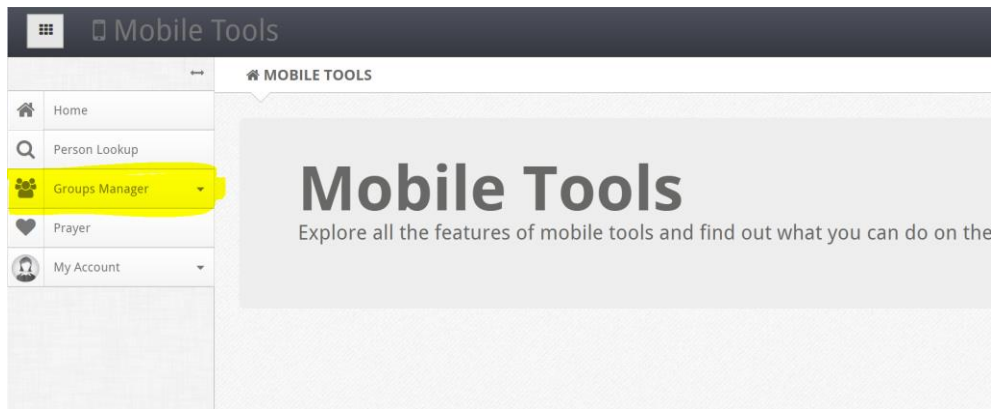 Mobile Tools
MOBILE TOOLS
Home
Person Lookup
Groups Manager
Prayer
My Account
Mobile Tools
Explore all the features of mobile tools and find out what you can do on the